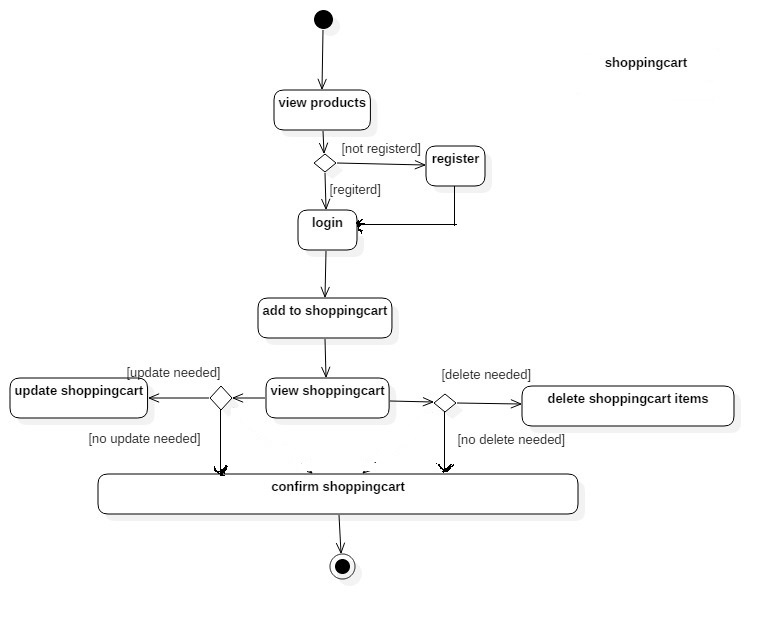 shoppingcart
view products
[not registerd]
register
[regiterd]
login
add to shoppingcart
[update needed]
[delete needed]
update shoppingcart
view shoppingcart
delete shoppingcart items
[no update needed]
[no delete needed]
confirm shoppingcart